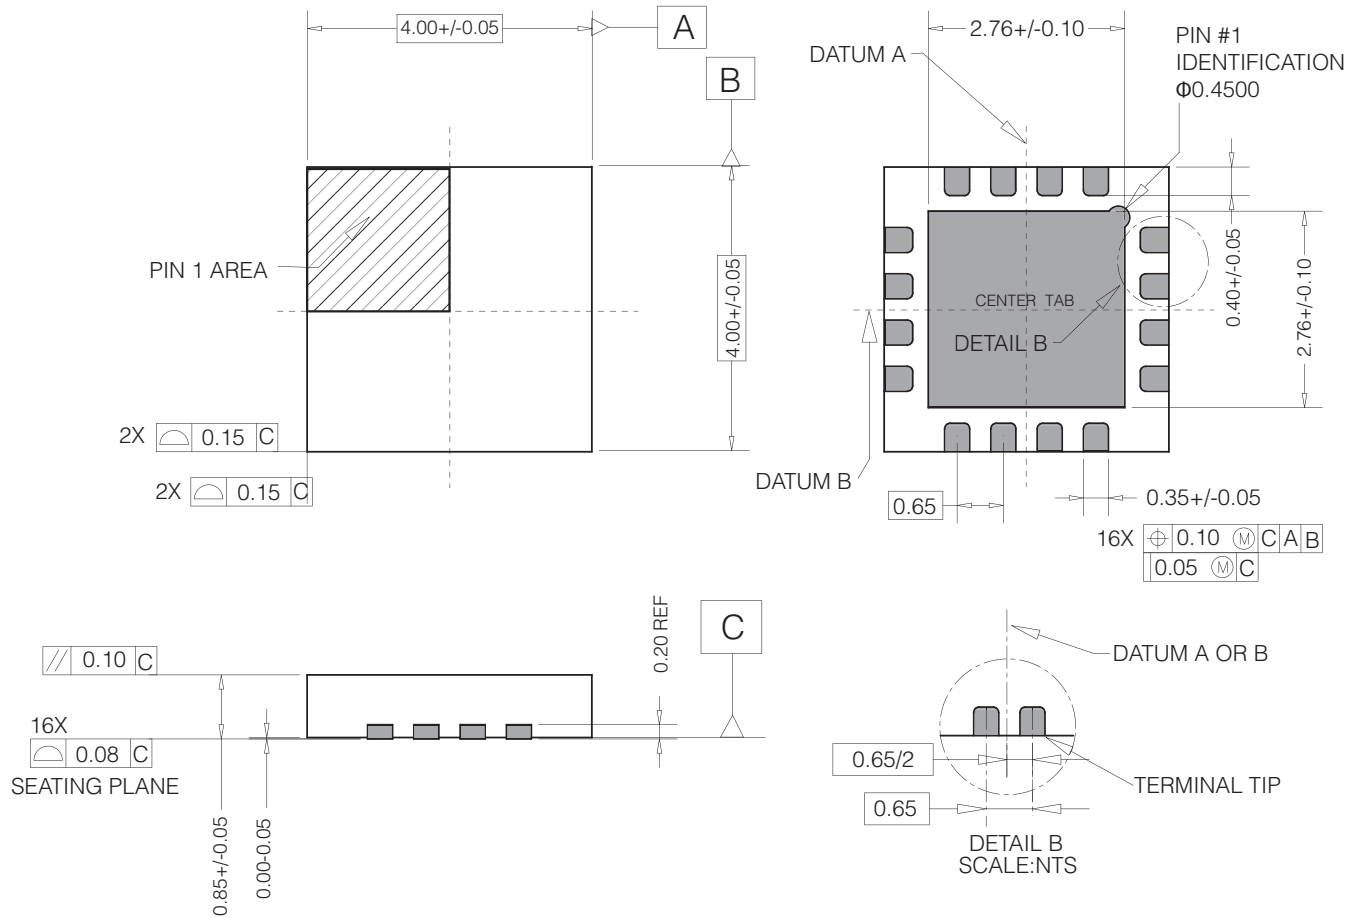 4.00+/-0.05
A
B
4.00+/-0.05
PIN 1 AREA
2X 0.15 C
2X 0.15 C
2.76+/-0.10
DATUM A
PIN #1
IDENTIFICATION
Φ0.4500
0.40+/-0.05
2.76+/-0.10
CENTER TAB
DETAIL B
DATUM B
0.65
0.35+/-0.05
16X ⌖ 0.10 Ⓜ C A B
0.05 Ⓜ C
// 0.10 C
16X
0.08 C
SEATING PLANE
0.85+/-0.05
0.00-0.05
0.20 REF
C
DATUM A OR B
0.65/2
TERMINAL TIP
0.65
DETAIL B
SCALE:NTS